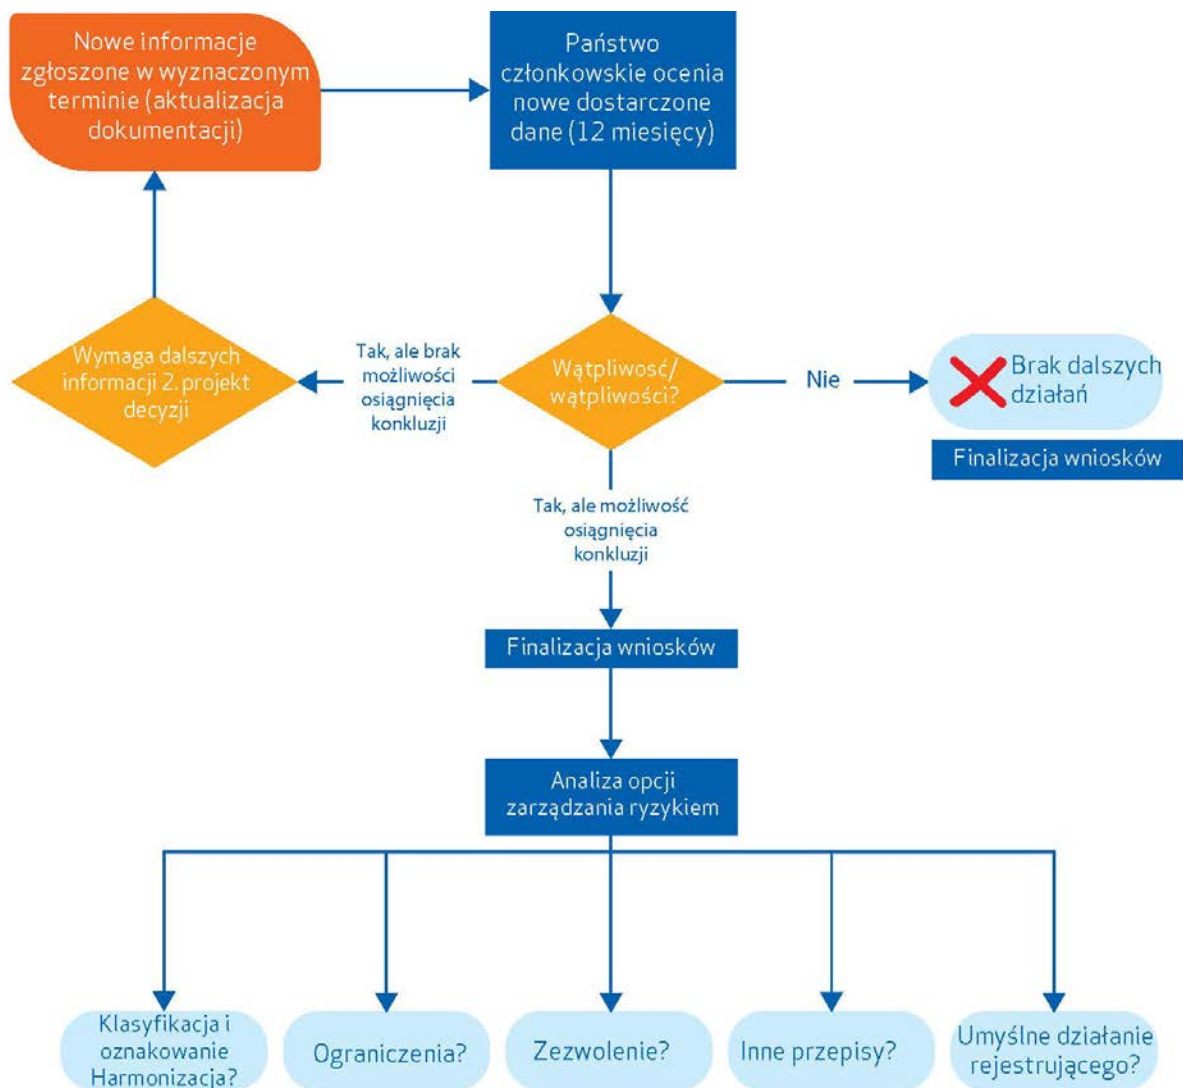 Nowe informacje
zgłoszone w wyznaczonym
terminie (aktualizacja
dokumentacji)
Państwo
członkowskie ocenia
nowe dostarczone
dane (12 miesięcy)
Wymaga dalszych
informacji 2. projekt
decyzji
Tak, ale brak
możliwości
osiągnięcia
konkluzji
Wątpliwosć/
wątpliwości?
Nie
Brak dalszych
działań
Finalizacja wniosków
Tak, ale możliwość
osiągnięcia
konkluzji
Finalizacja wniosków
Analiza opcji
zarządzania ryzykiem
Klasyfikacja i
oznakowanie
Harmonizacja?
Ograniczenia?
Zezwolenie?
Inne przepisy?
Umyślne działanie
rejestrującego?